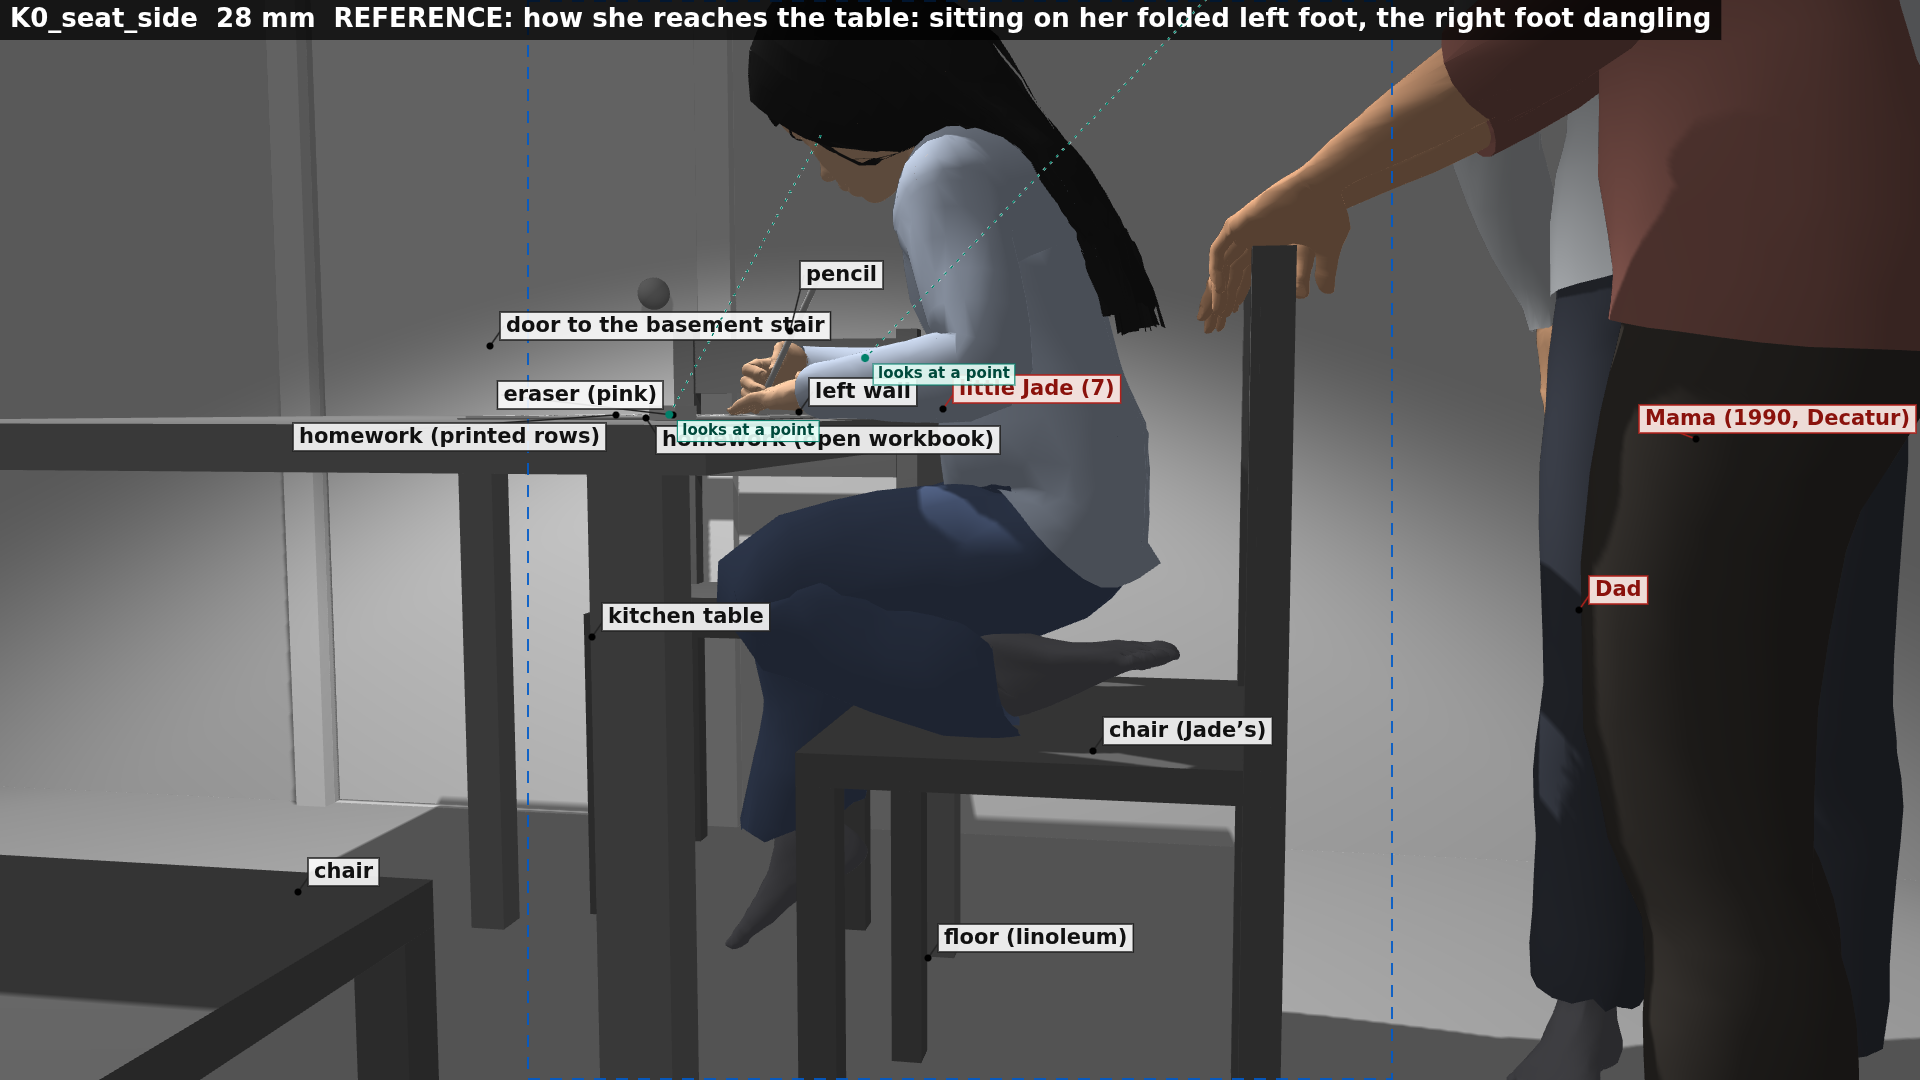 K0_seat_side 28 mm REFERENCE: how she reaches the table: sitting on her folded left foot, the right foot dangling
pencil
door to the basement stair
looks at a point
eraser (pink)
left wall
little Jade (7)
Mama (1990, Decatur)
homework (printed rows)
looks at a point
homework (open workbook)
Dad
kitchen table
chair (Jade’s)
chair
floor (linoleum)